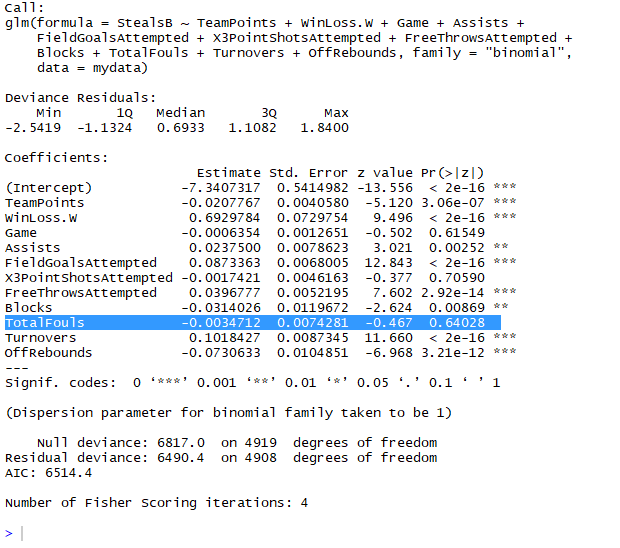 Call:
glm(formula = StealsB ~ TeamPoints + WinLoss.W + Game + Assists +
    FieldGoalsAttempted + X3PointShotsAttempted + FreeThrowsAttempted +
    Blocks + TotalFouls + Turnovers + OffRebounds, family = "binomial",
    data = mydata)

Deviance Residuals:
    Min       1Q   Median       3Q      Max
-2.5419  -1.1324   0.6933   1.1082   1.8400

Coefficients:
                        Estimate Std. Error z value Pr(>|z|)
(Intercept)           -7.3407317  0.5414982 -13.556  < 2e-16 ***
TeamPoints            -0.0207767  0.0040580  -5.120 3.06e-07 ***
WinLoss.W              0.6929784  0.0729754   9.496  < 2e-16 ***
Game                  -0.0006354  0.0012651  -0.502  0.61549
Assists                0.0237500  0.0078623   3.021  0.00252 **
FieldGoalsAttempted    0.0873363  0.0068005  12.843  < 2e-16 ***
X3PointShotsAttempted -0.0017421  0.0046163  -0.377  0.70590
FreeThrowsAttempted    0.0396777  0.0052195   7.602 2.92e-14 ***
Blocks                -0.0314026  0.0119672  -2.624  0.00869 **
TotalFouls            -0.0034712  0.0074281  -0.467  0.64028
Turnovers              0.1018427  0.0087345  11.660  < 2e-16 ***
OffRebounds           -0.0730633  0.0104851  -6.968 3.21e-12 ***
---
Signif. codes:  0 ‘***’ 0.001 ‘**’ 0.01 ‘*’ 0.05 ‘.’ 0.1 ‘ ’ 1

(Dispersion parameter for binomial family taken to be 1)

    Null deviance: 6817.0  on 4919  degrees of freedom
Residual deviance: 6490.4  on 4908  degrees of freedom
AIC: 6514.4

Number of Fisher Scoring iterations: 4

>